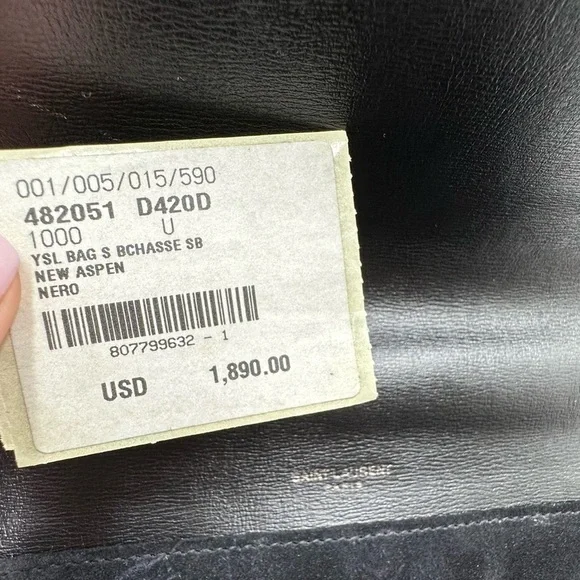 001/005/015/590
482051 D420D
1000 U
YSL BAG S BCHASSE SB
NEW ASPEN
NERO
807799632 - 1
USD 1,890.00
SAINT LAURENT
PARIS